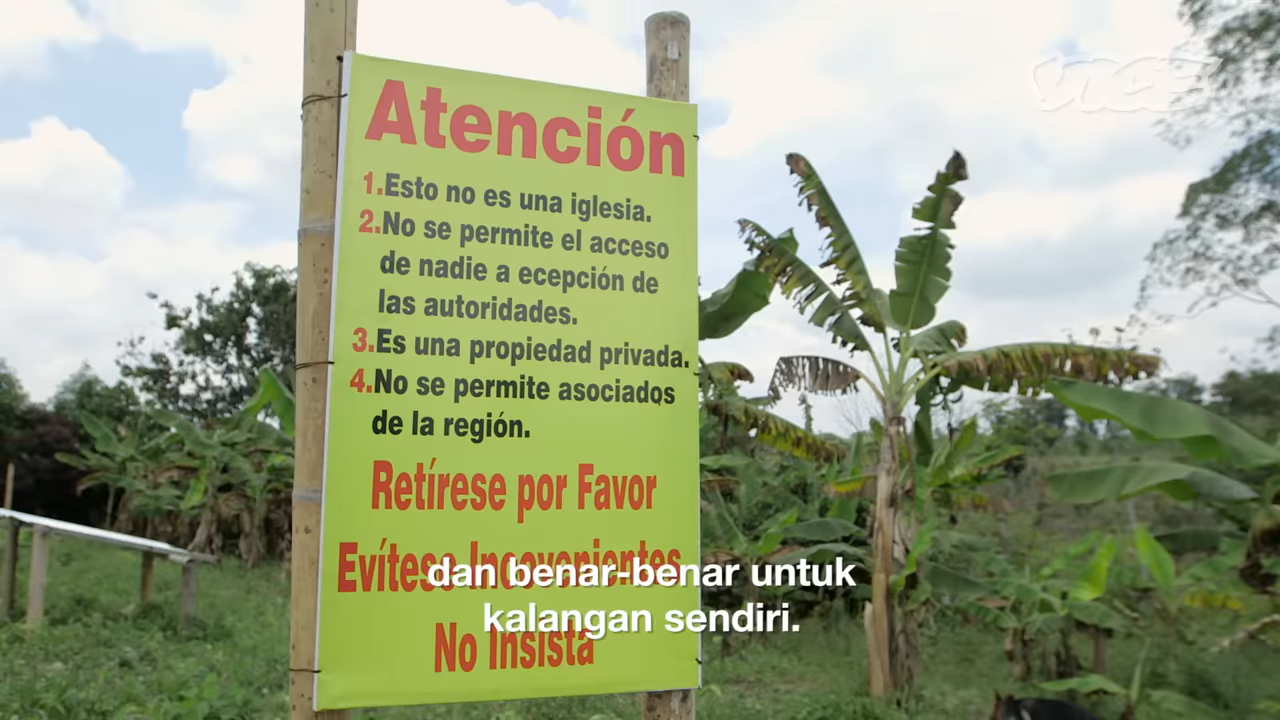 VICE
Atención
1.Esto no es una iglesia.
2.No se permite el acceso
de nadie a ecepción de
las autoridades.
3.Es una propiedad privada.
4.No se permite asociados
de la región.
Retírese por Favor
Evítese Incovenientes
No Insista
dan benar-benar untuk
kalangan sendiri.